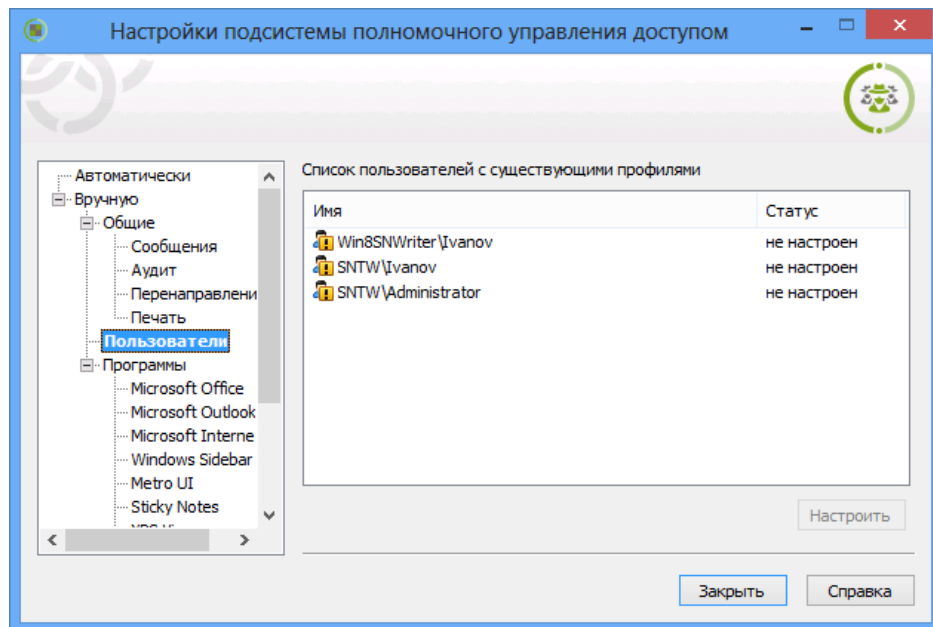 Настройки подсистемы полномочного управления доступом
Автоматически
Вручную
Общие
Сообщения
Аудит
Перенаправлени
Печать
Пользователи
Программы
Microsoft Office
Microsoft Outlook
Microsoft Interne
Windows Sidebar
Metro UI
Sticky Notes
Список пользователей с существующими профилями
Имя Статус
Win8SNWriter\Ivanov не настроен
SNTW\Ivanov не настроен
SNTW\Administrator не настроен
Настроить
Закрыть Справка